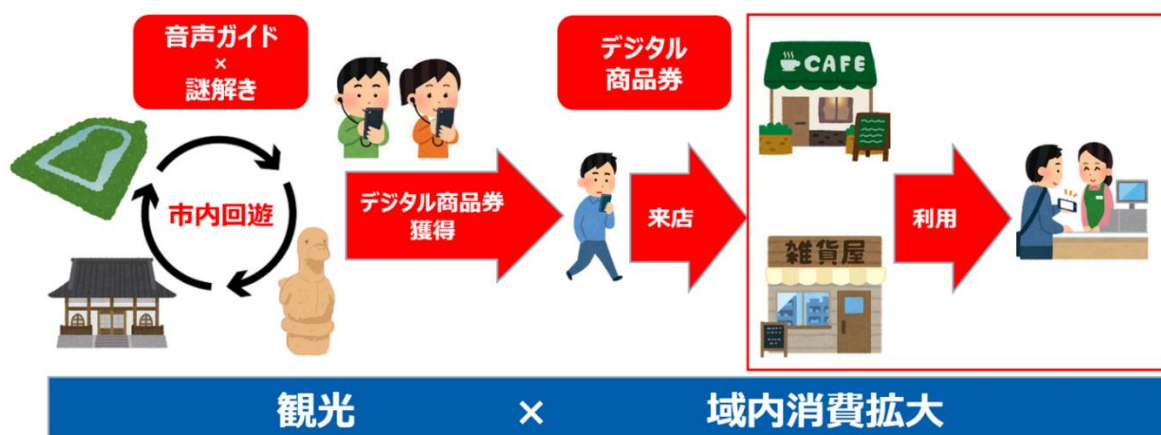 音声ガイド
×
謎解き
市内回遊
デジタル商品券
獲得
デジタル
商品券
来店
CAFE
雑貨屋
利用
観光 × 域内消費拡大